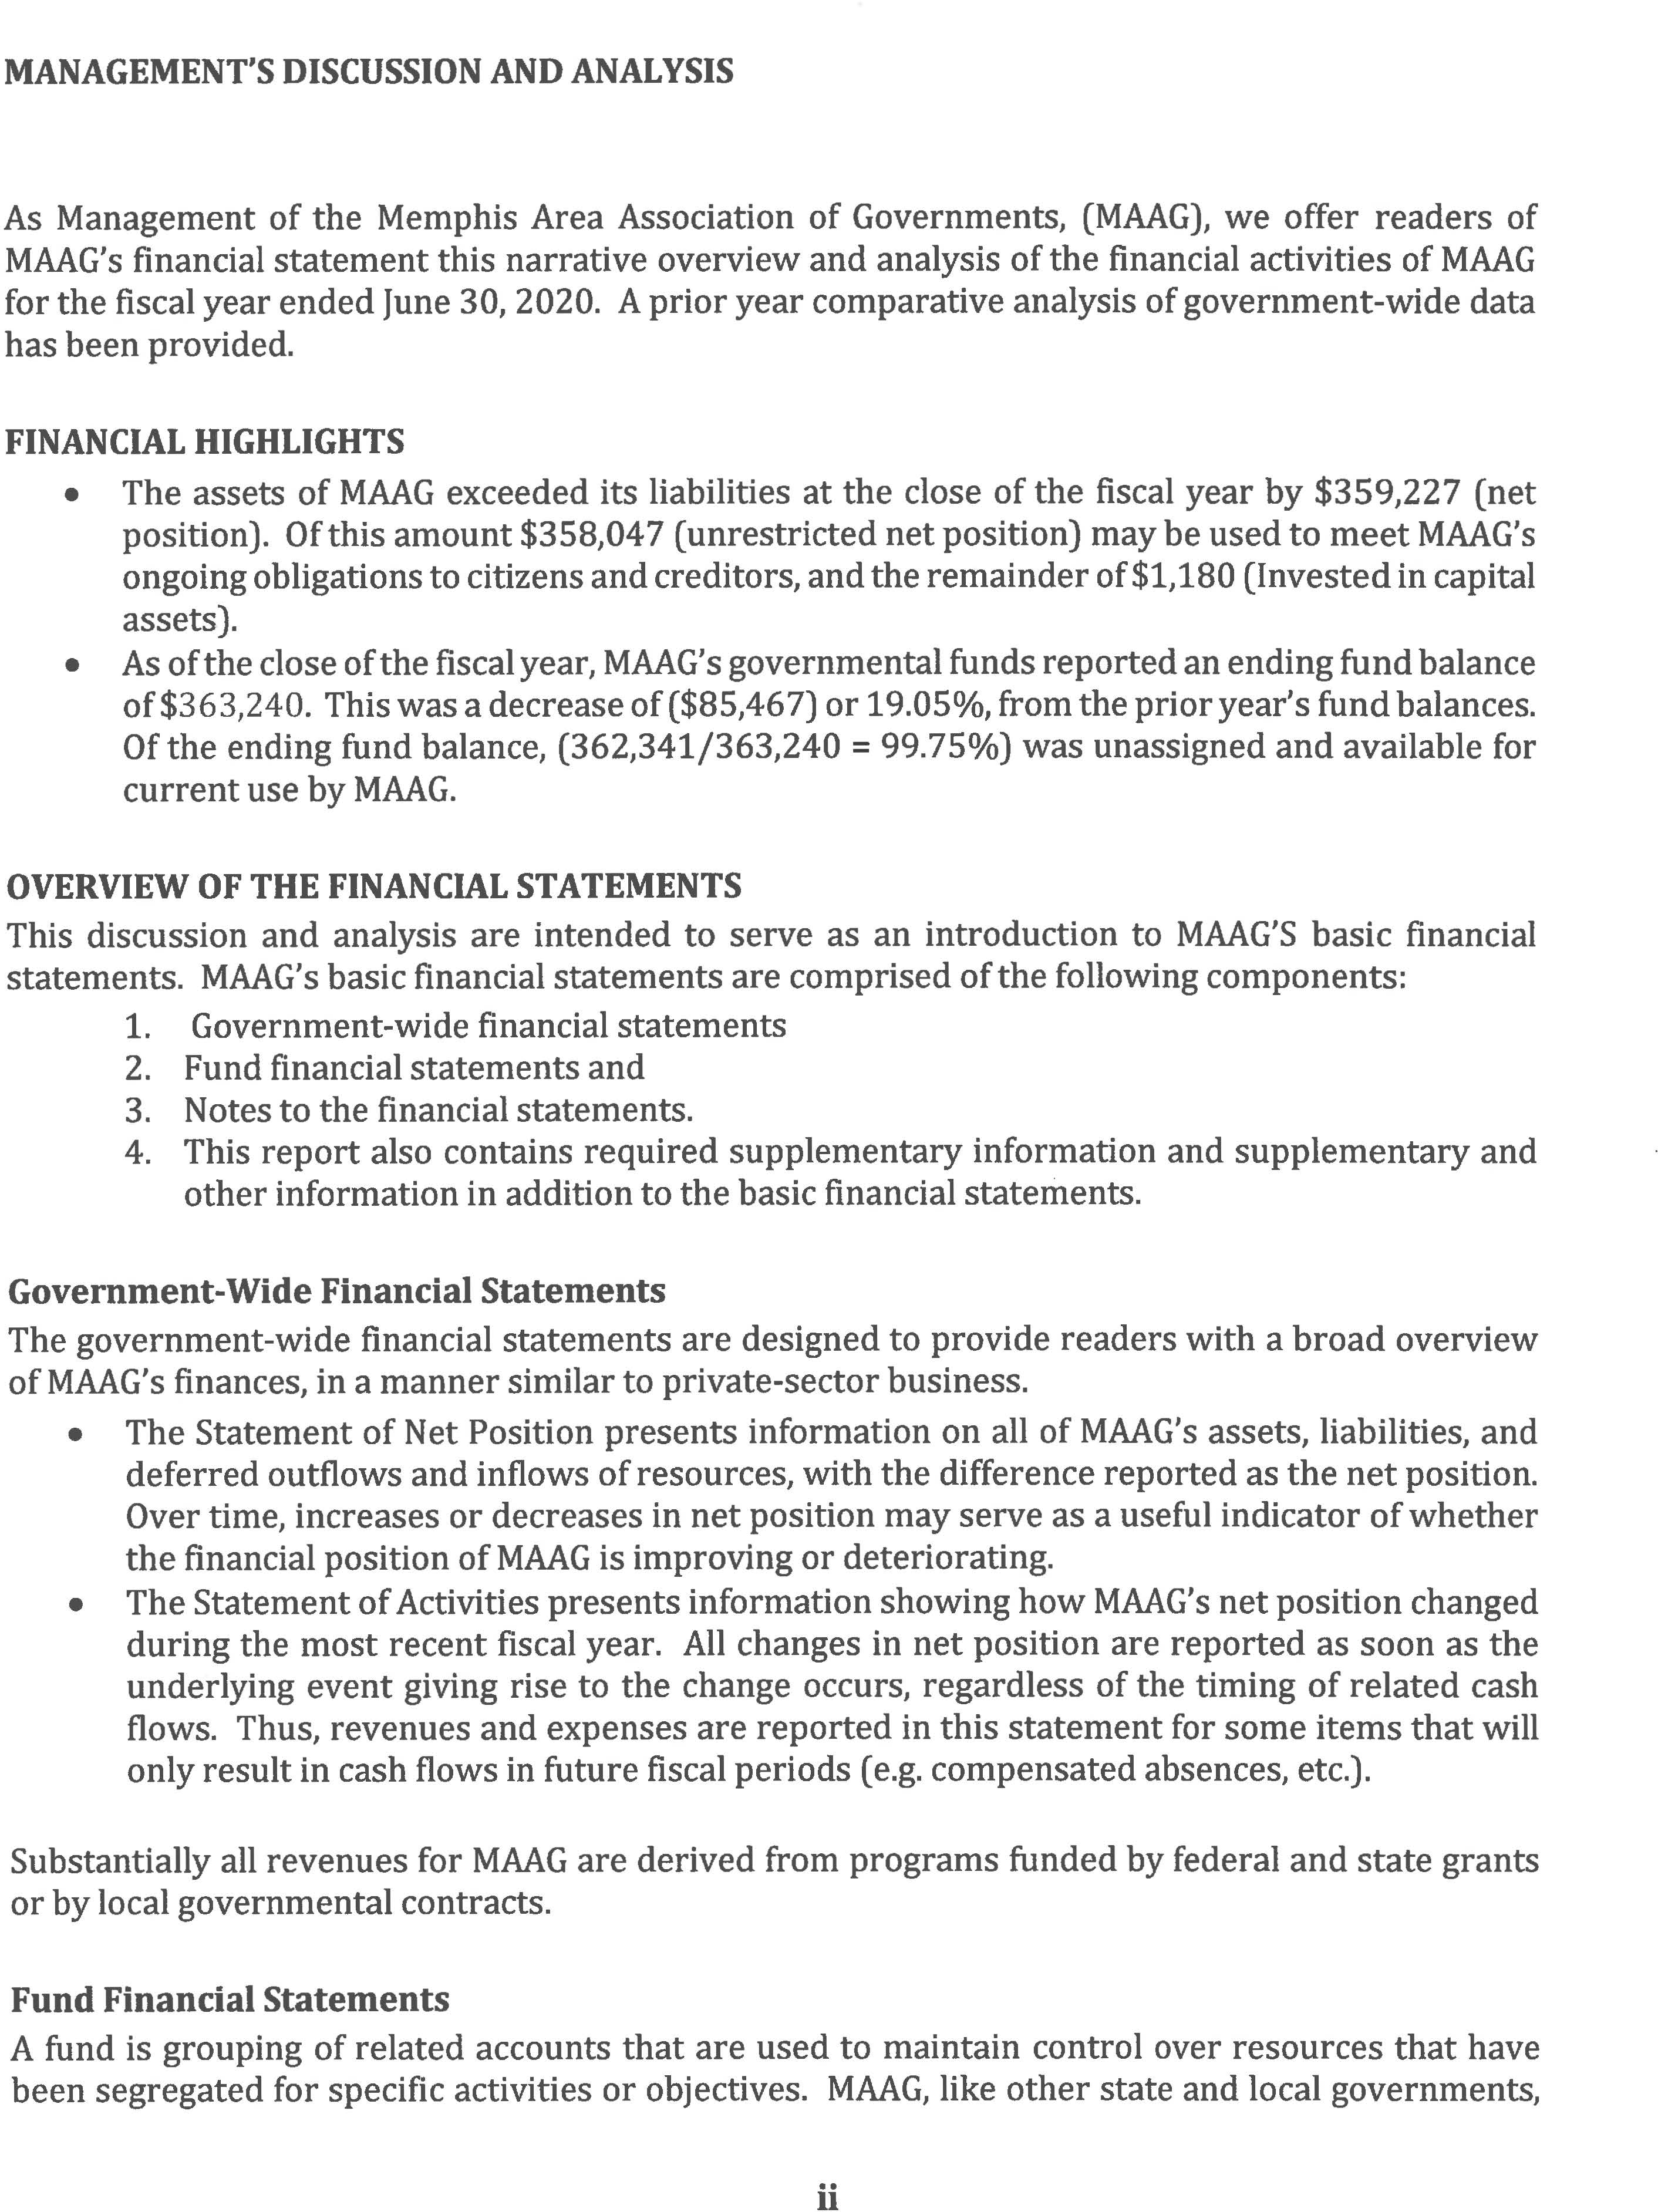 MANAGEMENT'S DISCUSSION AND ANALYSIS
As Management of the Memphis Area Association of Governments, (MAAG), we offer readers of
MAAG's financial statement this narrative overview and analysis of the financial activities of MAAG
for the fiscal year ended June 30, 2020. A prior year comparative analysis of government-wide data
has been provided.
FINANCIAL HIGHLIGHTS
• The assets of MAAG exceeded its liabilities at the close of the fiscal year by $359,227 (net
position). Of this amount $358,047 (unrestricted net position) may be used to meet MAAG's
ongoing obligations to citizens and creditors, and the remainder of $1,180 (Invested in capital
assets).
• As of the close of the fiscal year, MAAG's governmental funds reported an ending fund balance
of $363,240. This was a decrease of ($85,467) or 19.05%, from the prior year's fund balances.
Of the ending fund balance, (362,341/363,240 = 99.75%) was unassigned and available for
current use by MAAG.
OVERVIEW OF THE FINANCIAL STATEMENTS
This discussion and analysis are intended to serve as an introduction to MAAG'S basic financial
statements. MAAG's basic financial statements are comprised of the following components:
1. Government-wide financial statements
2. Fund financial statements and
3. Notes to the financial statements.
4. This report also contains required supplementary information and supplementary and
other information in addition to the basic financial statements.
Government-Wide Financial Statements
The government-wide financial statements are designed to provide readers with a broad overview
of MAAG's finances, in a manner similar to private-sector business.
• The Statement of Net Position presents information on all of MAAG's assets, liabilities, and
deferred outflows and inflows of resources, with the difference reported as the net position.
Over time, increases or decreases in net position may serve as a useful indicator of whether
the financial position of MAAG is improving or deteriorating.
• The Statement of Activities presents information showing how MAAG's net position changed
during the most recent fiscal year. All changes in net position are reported as soon as the
underlying event giving rise to the change occurs, regardless of the timing of related cash
flows. Thus, revenues and expenses are reported in this statement for some items that will
only result in cash flows in future fiscal periods (e.g. compensated absences, etc.).
Substantially all revenues for MAAG are derived from programs funded by federal and state grants
or by local governmental contracts.
Fund Financial Statements
A fund is grouping of related accounts that are used to maintain control over resources that have
been segregated for specific activities or objectives. MAAG, like other state and local governments,
ii